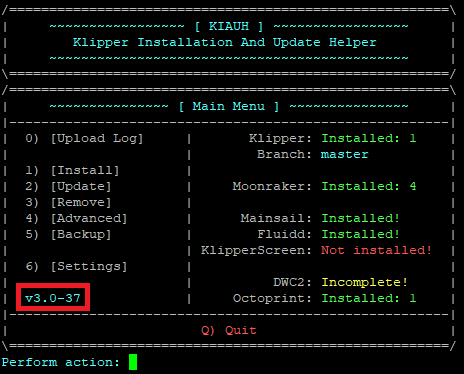 /=======================================================\
|     ~~~~~~~~~~~~~~~~~ [ KIAUH ] ~~~~~~~~~~~~~~~~~     |
|        Klipper Installation And Update Helper         |
|     ~~~~~~~~~~~~~~~~~~~~~~~~~~~~~~~~~~~~~~~~~~~~~     |
\=======================================================/
/=======================================================\
|     ~~~~~~~~~~~~~~~ [ Main Menu ] ~~~~~~~~~~~~~~~     |
|-------------------------------------------------------|
|  0) [Upload Log]     |       Klipper: Installed: 1    |
|                      |        Branch: master          |
|  1) [Install]        |                                |
|  2) [Update]         |     Moonraker: Installed: 4    |
|  3) [Remove]         |                                |
|  4) [Advanced]       |      Mainsail: Installed!      |
|  5) [Backup]         |        Fluidd: Installed!      |
|                      | KlipperScreen: Not installed!  |
|  6) [Settings]       |                                |
|                      |          DWC2: Incomplete!     |
|  v3.0-37             |     Octoprint: Installed: 1    |
|-------------------------------------------------------|
|                        Q) Quit                        |
\=======================================================/
Perform action: